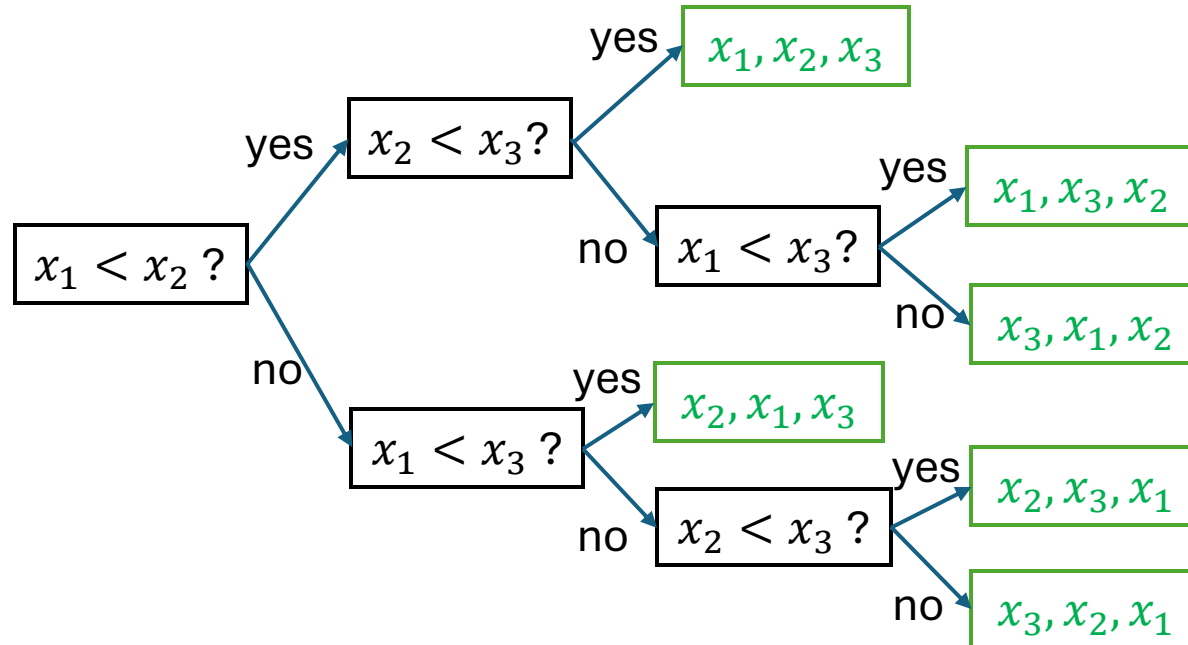 yes
x₁, x₂, x₃
yes
x₂ < x₃?
yes
x₁, x₃, x₂
no
x₁ < x₃?
x₁ < x₂ ?
no
x₃, x₁, x₂
no
yes
x₂, x₁, x₃
x₁ < x₃ ?
yes
x₂, x₃, x₁
no
x₂ < x₃ ?
no
x₃, x₂, x₁